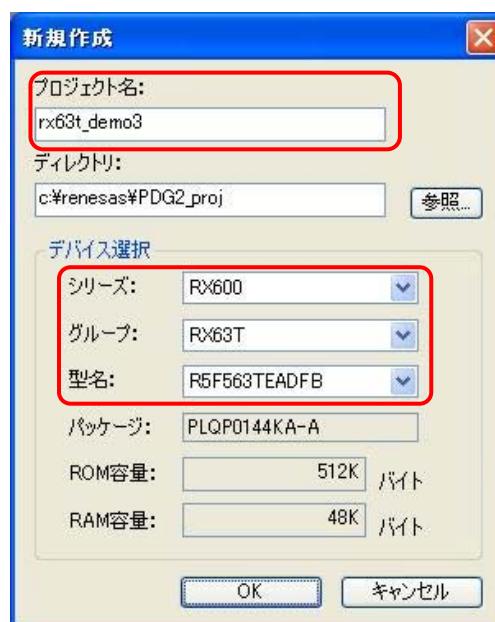 新規作成
プロジェクト名:
rx63t_demo3
ディレクトリ:
c:¥renesas¥PDG2_proj
参照...
デバイス選択
シリーズ: RX600
グループ: RX63T
型名: R5F563TEADFB
パッケージ: PLQP0144KA-A
ROM容量: 512K バイト
RAM容量: 48K バイト
OK キャンセル